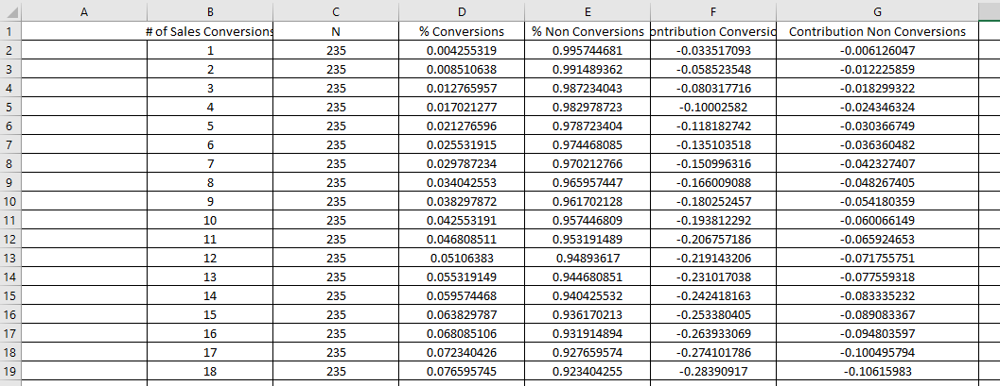 A B C D E F G
1 # of Sales Conversions N % Conversions % Non Conversions ontribution Conversio Contribution Non Conversions
2 1 235 0.004255319 0.995744681 -0.033517093 -0.006126047
3 2 235 0.008510638 0.991489362 -0.058523548 -0.012225859
4 3 235 0.012765957 0.987234043 -0.080317716 -0.018299322
5 4 235 0.017021277 0.982978723 -0.10002582 -0.024346324
6 5 235 0.021276596 0.978723404 -0.118182742 -0.030366749
7 6 235 0.025531915 0.974468085 -0.135103518 -0.036360482
8 7 235 0.029787234 0.970212766 -0.150996316 -0.042327407
9 8 235 0.034042553 0.965957447 -0.166009088 -0.048267405
10 9 235 0.038297872 0.961702128 -0.180252457 -0.054180359
11 10 235 0.042553191 0.957446809 -0.193812292 -0.060066149
12 11 235 0.046808511 0.953191489 -0.206757186 -0.065924653
13 12 235 0.05106383 0.94893617 -0.219143206 -0.071755751
14 13 235 0.055319149 0.944680851 -0.231017038 -0.077559318
15 14 235 0.059574468 0.940425532 -0.242418163 -0.083335232
16 15 235 0.063829787 0.936170213 -0.253380405 -0.089083367
17 16 235 0.068085106 0.931914894 -0.263933069 -0.094803597
18 17 235 0.072340426 0.927659574 -0.274101786 -0.100495794
19 18 235 0.076595745 0.923404255 -0.28390917 -0.10615983